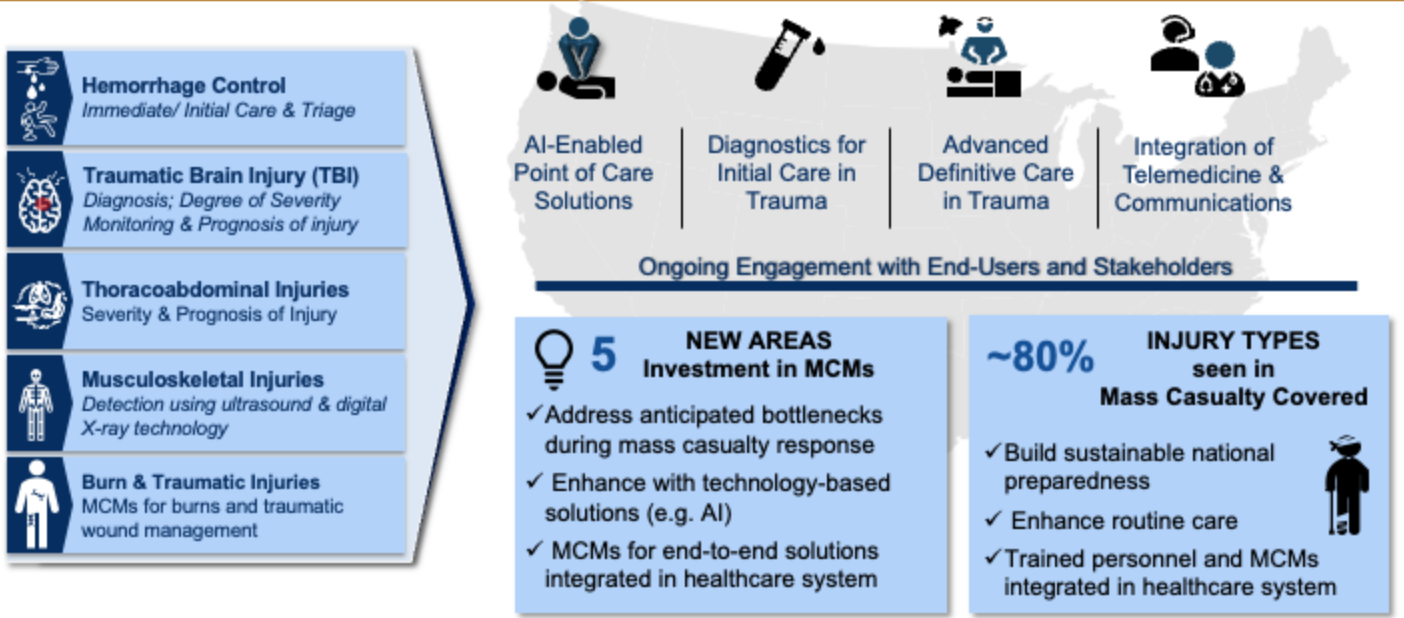 Hemorrhage Control
Immediate/ Initial Care & Triage
Traumatic Brain Injury (TBI)
Diagnosis; Degree of Severity
Monitoring & Prognosis of injury
Thoracoabdominal Injuries
Severity & Prognosis of Injury
Musculoskeletal Injuries
Detection using ultrasound & digital
X-ray technology
Burn & Traumatic Injuries
MCMs for burns and traumatic
wound management
AI-Enabled
Point of Care
Solutions
Diagnostics for
Initial Care in
Trauma
Advanced
Definitive Care
in Trauma
Integration of
Telemedicine &
Communications
Ongoing Engagement with End-Users and Stakeholders
5
NEW AREAS
Investment in MCMs
✓Address anticipated bottlenecks
during mass casualty response
✓ Enhance with technology-based
solutions (e.g. AI)
✓ MCMs for end-to-end solutions
integrated in healthcare system
~80%
INJURY TYPES
seen in
Mass Casualty Covered
✓Build sustainable national
preparedness
✓ Enhance routine care
✓Trained personnel and MCMs
integrated in healthcare system